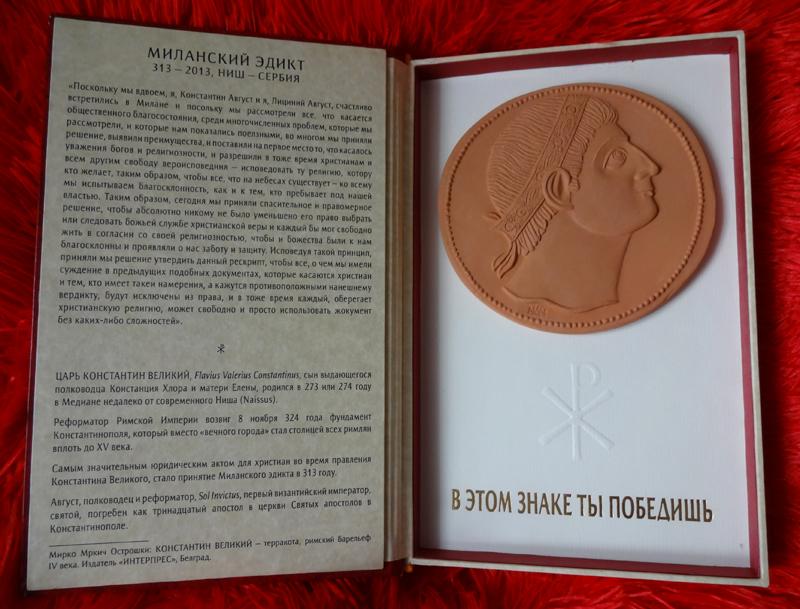 МИЛАНСКИЙ ЭДИКТ
313 – 2013, НИШ – СЕРБИЯ
«Поскольку мы вдвоем, я, Константин Август и я, Лициний Август, счастливо
встретились в Милане и посольку мы рассмотрели все, что касается
общественного благосостояния, среди многочисленных проблем, которые мы
рассмотрели, и которые нам показались поелзными, во многом мы приняли
решение, выявили преимущества, и поставили на первое место то, что касалось
уважения богов и религиозности, и разрешили в тоже время христианам и
всем другим свободу вероисповедния — исповедовать ту религию, котору
кто желает, таким образом, чтобы все, что на небесах существует – ко всему
мы испытываем благосклонность, как и к тем, кто пребывает под нашей
властью. Таким образом, сегодня мы приняли спасительное и правомерное
решение, чтобы абсолютно никому не было уменьшено его право выбрать
или следовать божьей службе христианской веры и каждый бы мог свободно
жить в согласии со своей религиозностью, чтобы и божества были к нам
благосклонны и проявляли о нас заботу и защиту. Исповедуя такой принцип,
приняли мы решение утвердить данный рескрипт, чтобы все, о чем мы имели
суждение в предыдущих подобных документах, которые касаются христиан
и тем, кто имеет такеи намерения, а кажутся противоположными нанешнему
вердикту, будут исключены из права, и в тоже время каждый, оберегает
христианскую религию, может свободно и просто использовать жокумент
без каких-либо сложностей».
ЦАРЬ КОНСТАНТИН ВЕЛИКИЙ, Flavius Valerius Constantinus, сын выдающегося
полководца Констанция Хлора и матери Елены, родился в 273 или 274 году
в Медиане недалеко от современного Ниша (Naissus).
Реформатор Римской Империи возвиг 8 ноября 324 года фундамент
Константинополя, который вместо «вечного города» стал столицей всех римлян
вплоть до XV века.
Самым значительным юридическим актом для христиан во время правления
Константина Великого, стало принятие Миланского эдикта в 313 году.
Август, полководец и реформатор, Sol Invictus, первый византийский император,
святой, погребен как тринадцатый апостол в церкви Святых апостолов в
Константинополе.
Мирко Мркич Острошки: КОНСТАНТИН ВЕЛИКИЙ — терракота, римский барельеф
IV века. Издатель «ИНТЕРПРЕС», Белград.
В ЭТОМ ЗНАКЕ ТЫ ПОБЕДИШЬ